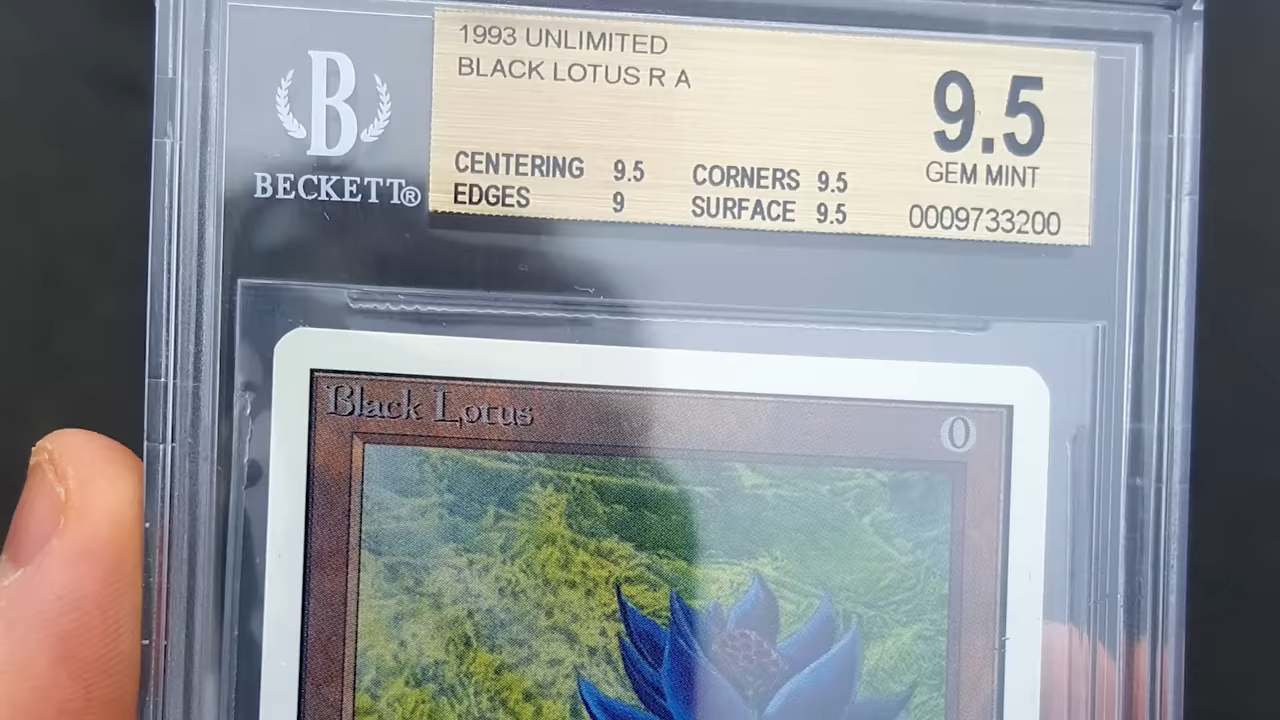 B
BECKETT®
1993 UNLIMITED
BLACK LOTUS R A
CENTERING 9.5 CORNERS 9.5
EDGES 9 SURFACE 9.5
9.5
GEM MINT
0009733200
Black Lotus 0